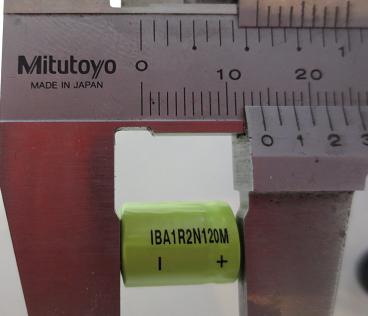 Mitutoyo
MADE IN JAPAN
0 10 20
1
0 1 2 3
IBA1R2N120M
- +